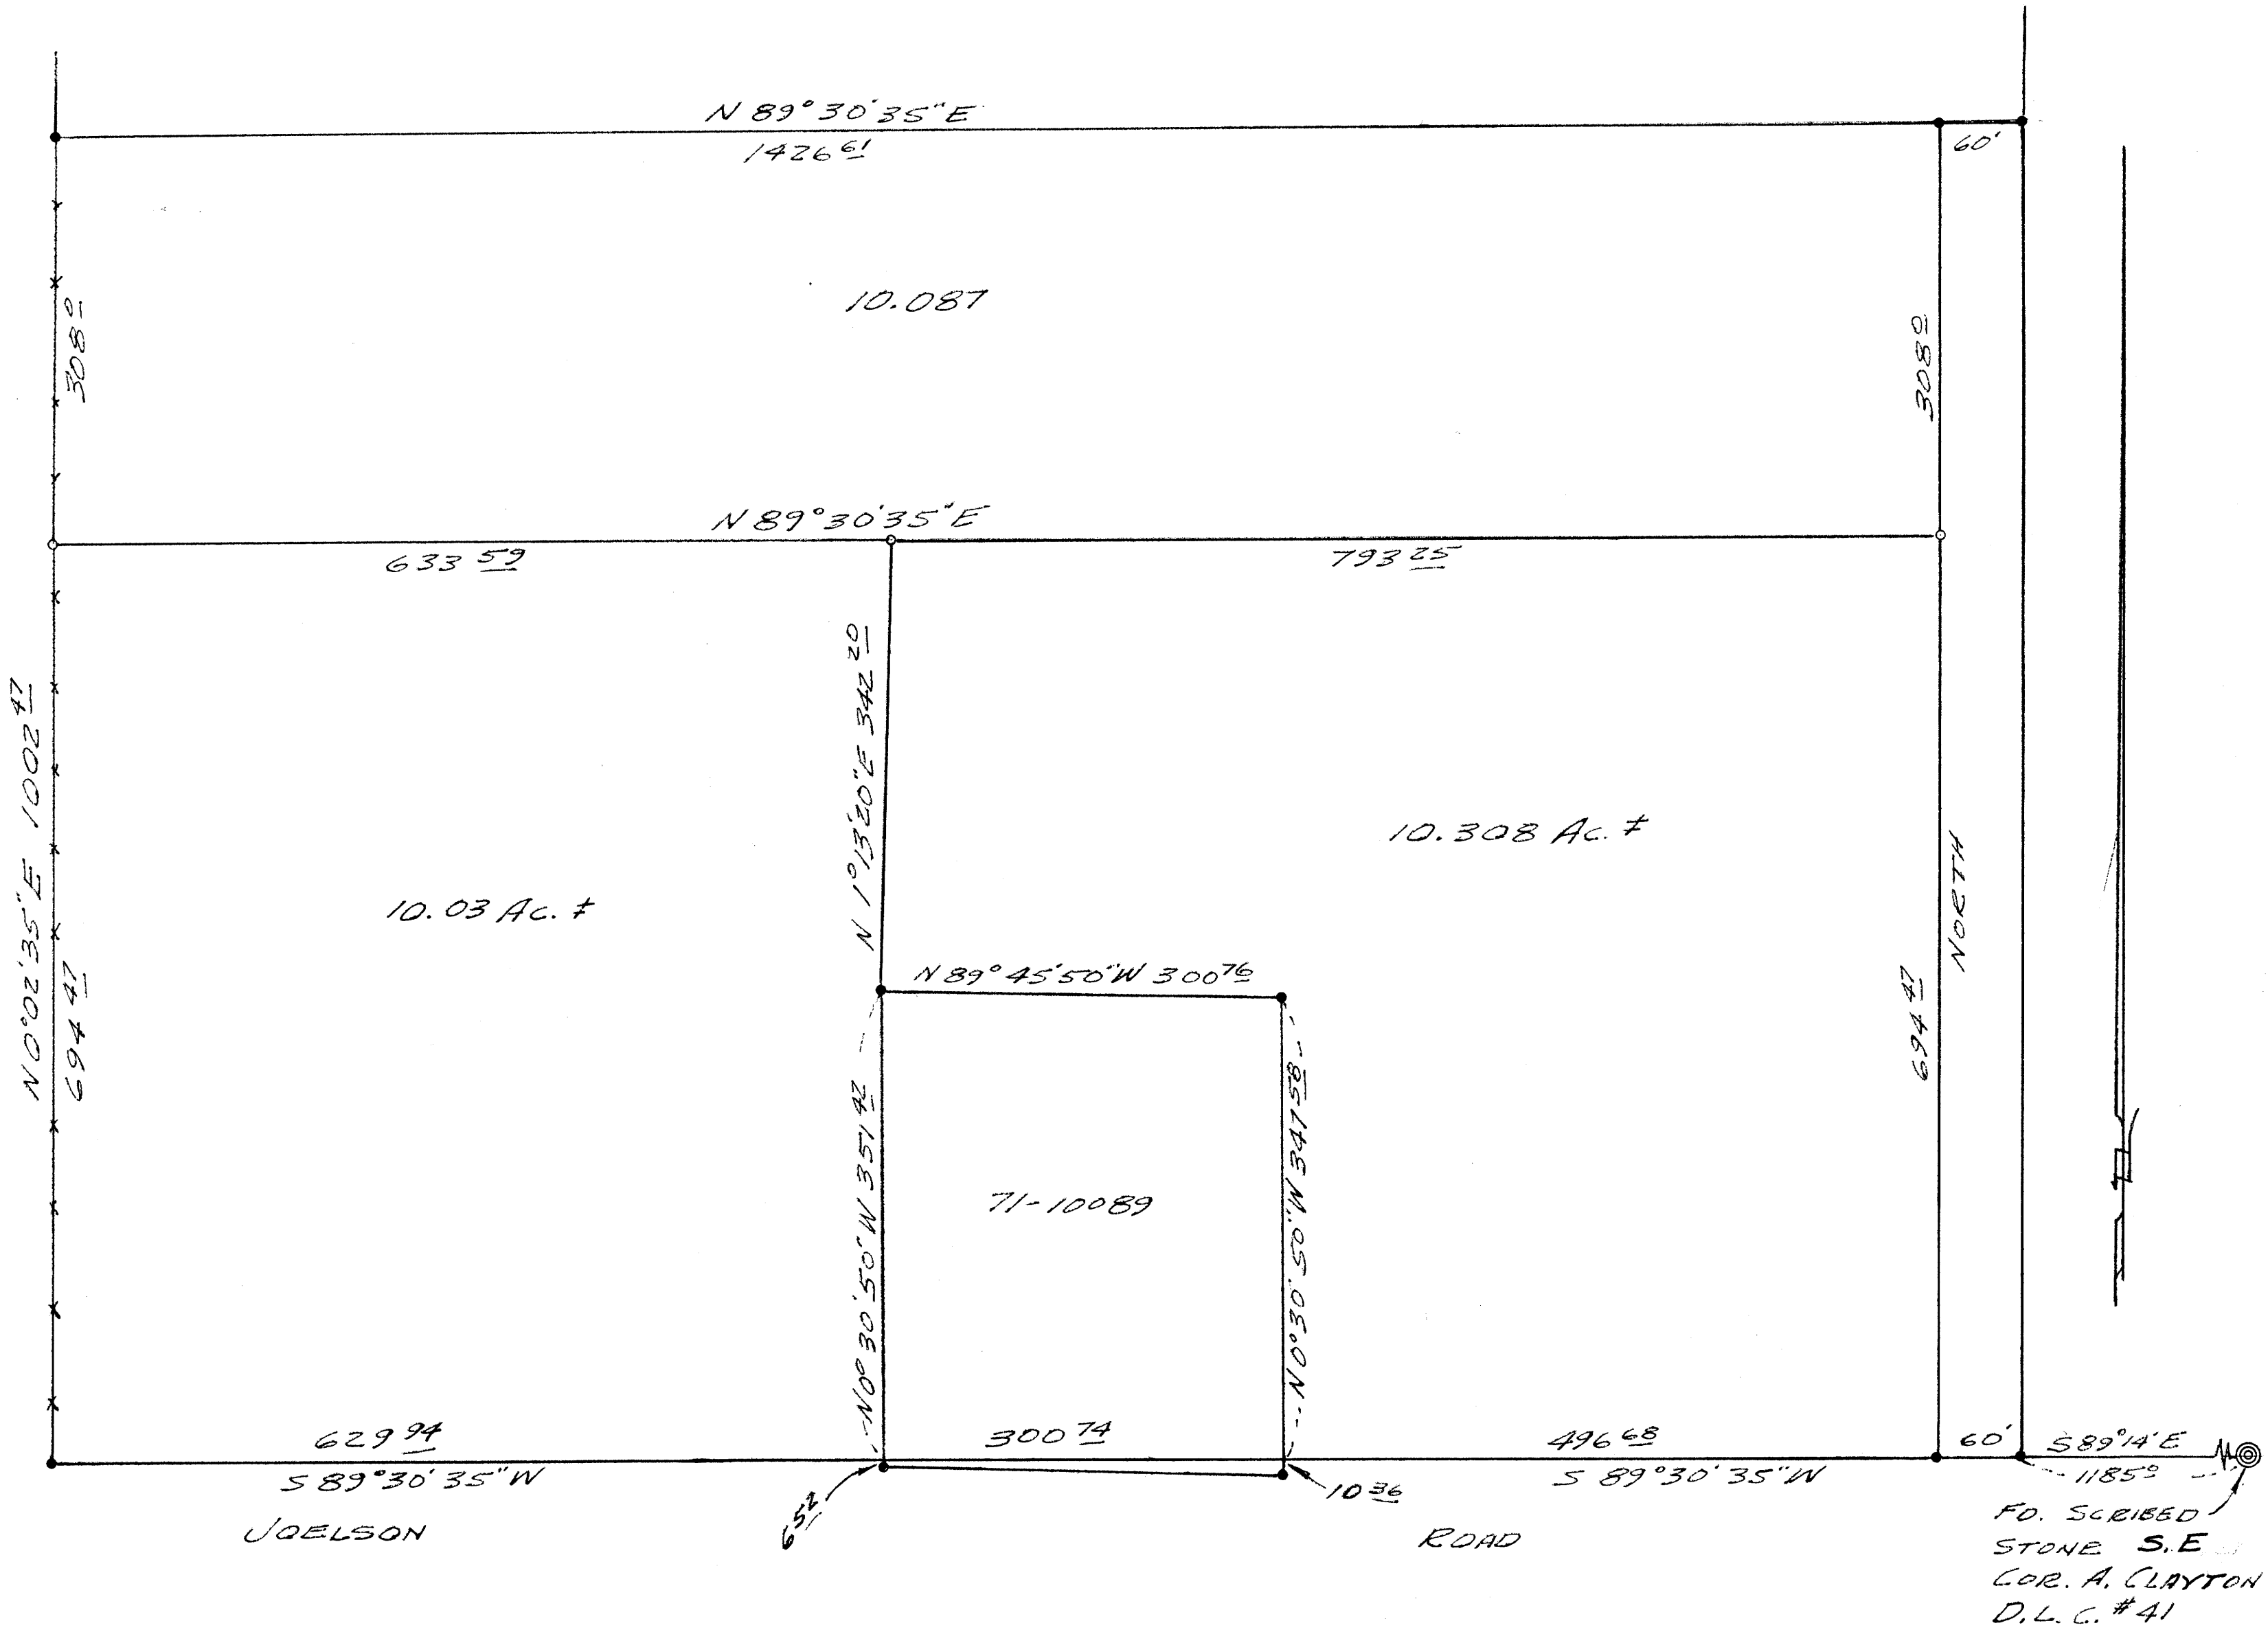 N 89°30'35"E
1426 61
60'
10.087
308 0
308 0
N 89°30'35"E
633 59
793 25
N 1°13'20"E 342 20
N 0°02'35"E 1002 47
694 47
10.03 Ac. ±
10.308 Ac. ±
NORTH
694 47
N 89°45'50"W 300 76
N 0°30'50"W 351 42
N 0°30'50"W 347 58
71-10089
629 94
S 89°30'35"W
300 74
496 68
S 89°30'35"W
60'
S 89°14'E
1185 0
6 52
10 36
JOELSON
ROAD
FD. SCRIBED
STONE S.E
COR. A. CLAYTON
D.L.C. #41